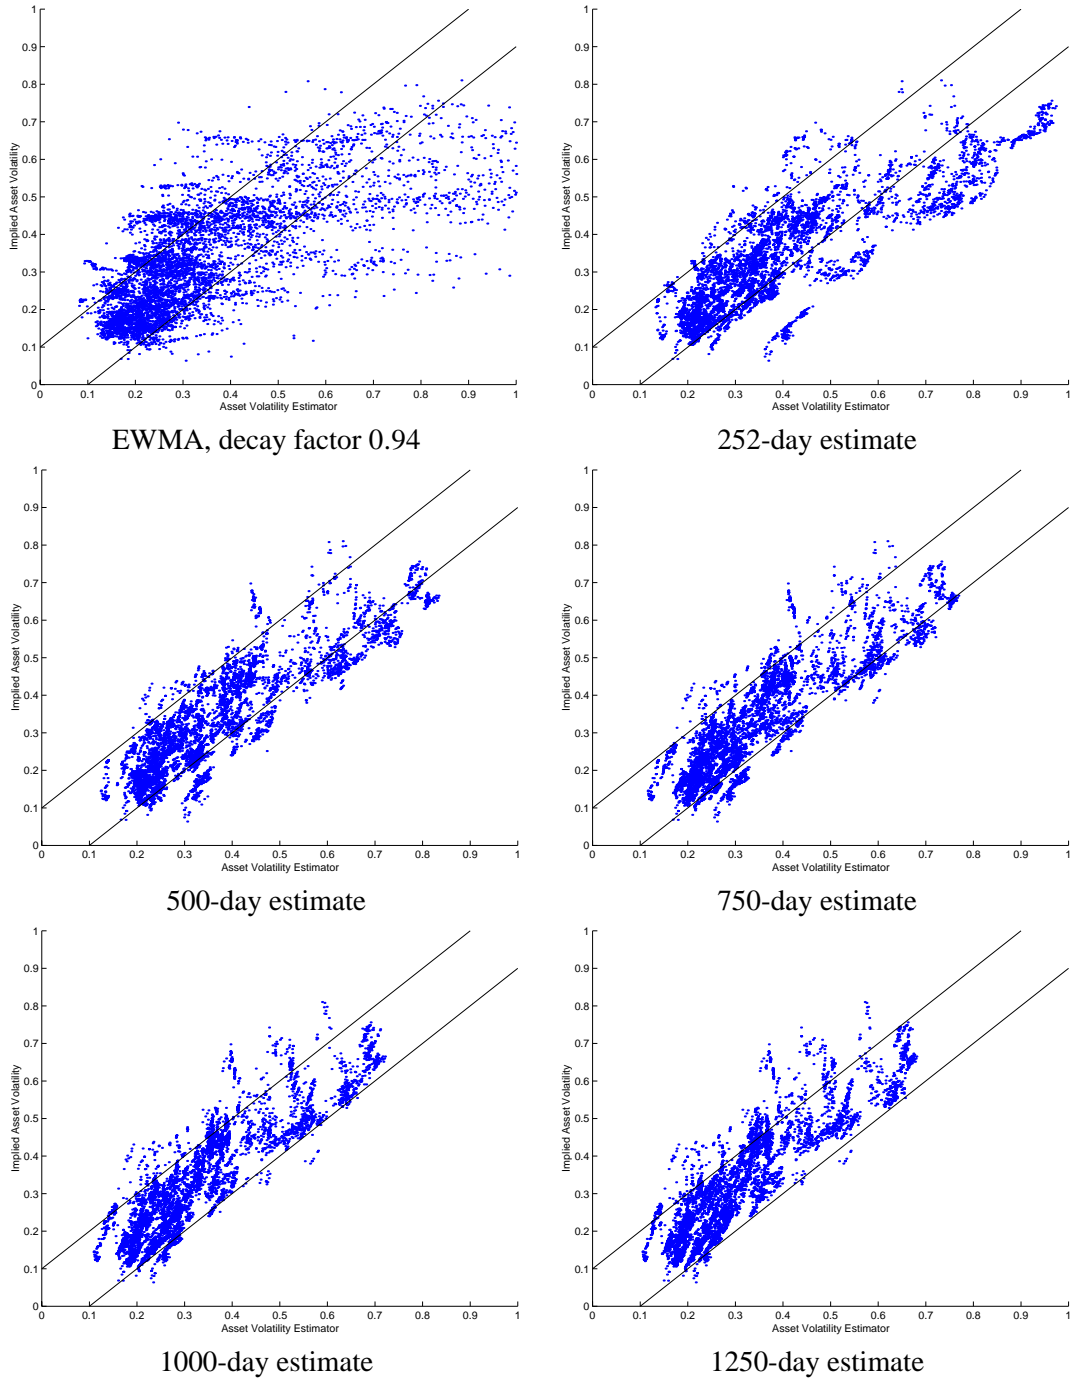 1
0.9
0.8
0.7
0.6
0.5
0.4
0.3
0.2
0.1
0
Implied Asset Volatility
0 0.1 0.2 0.3 0.4 0.5 0.6 0.7 0.8 0.9 1
Asset Volatility Estimator
EWMA, decay factor 0.94
1
0.9
0.8
0.7
0.6
0.5
0.4
0.3
0.2
0.1
0
Implied Asset Volatility
0 0.1 0.2 0.3 0.4 0.5 0.6 0.7 0.8 0.9 1
Asset Volatility Estimator
252-day estimate
1
0.9
0.8
0.7
0.6
0.5
0.4
0.3
0.2
0.1
0
Implied Asset Volatility
0 0.1 0.2 0.3 0.4 0.5 0.6 0.7 0.8 0.9 1
Asset Volatility Estimator
500-day estimate
1
0.9
0.8
0.7
0.6
0.5
0.4
0.3
0.2
0.1
0
Implied Asset Volatility
0 0.1 0.2 0.3 0.4 0.5 0.6 0.7 0.8 0.9 1
Asset Volatility Estimator
750-day estimate
1
0.9
0.8
0.7
0.6
0.5
0.4
0.3
0.2
0.1
0
Implied Asset Volatility
0 0.1 0.2 0.3 0.4 0.5 0.6 0.7 0.8 0.9 1
Asset Volatility Estimator
1000-day estimate
1
0.9
0.8
0.7
0.6
0.5
0.4
0.3
0.2
0.1
0
Implied Asset Volatility
0 0.1 0.2 0.3 0.4 0.5 0.6 0.7 0.8 0.9 1
Asset Volatility Estimator
1250-day estimate